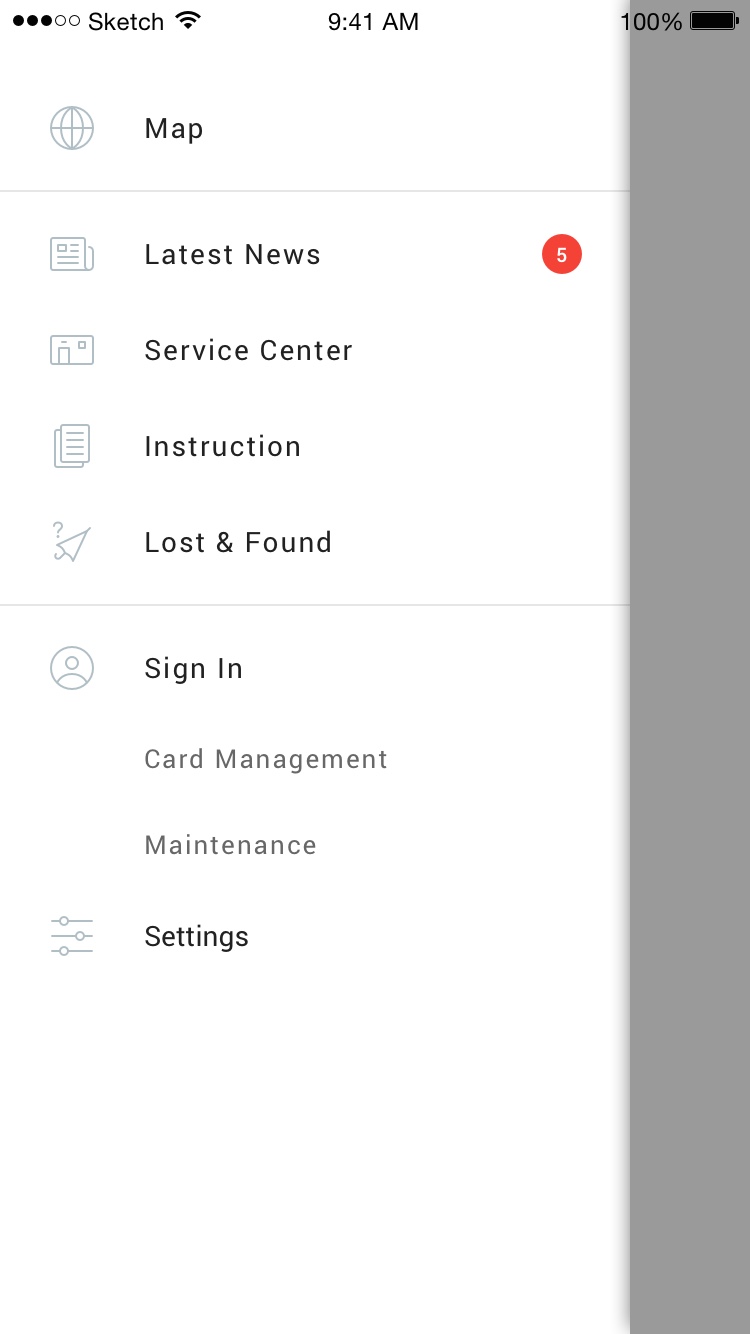 Sketch 9:41 AM 100%
Map
Latest News 5
Service Center
Instruction
? Lost & Found
Sign In
Card Management
Maintenance
Settings